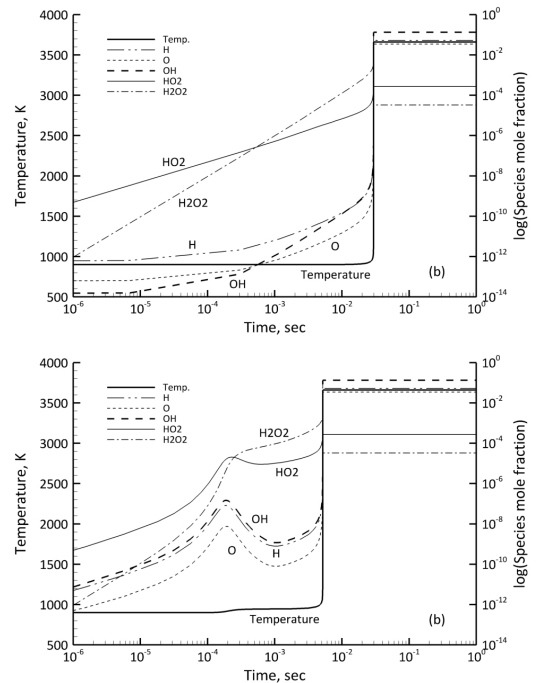 4000
3500
3000
2500
2000
1500
1000
500
Temperature, K
Temp.
H
O
OH
HO2
H2O2
HO2
H2O2
H
O
OH
Temperature
(b)
10^0
10^-2
10^-4
10^-6
10^-8
10^-10
10^-12
10^-14
log(Species mole fraction)
10^-6 10^-5 10^-4 10^-3 10^-2 10^-1 10^0
Time, sec
4000
3500
3000
2500
2000
1500
1000
500
Temperature, K
Temp.
H
O
OH
HO2
H2O2
H2O2
HO2
OH
O
H
Temperature
(b)
10^0
10^-2
10^-4
10^-6
10^-8
10^-10
10^-12
10^-14
log(Species mole fraction)
10^-6 10^-5 10^-4 10^-3 10^-2 10^-1 10^0
Time, sec